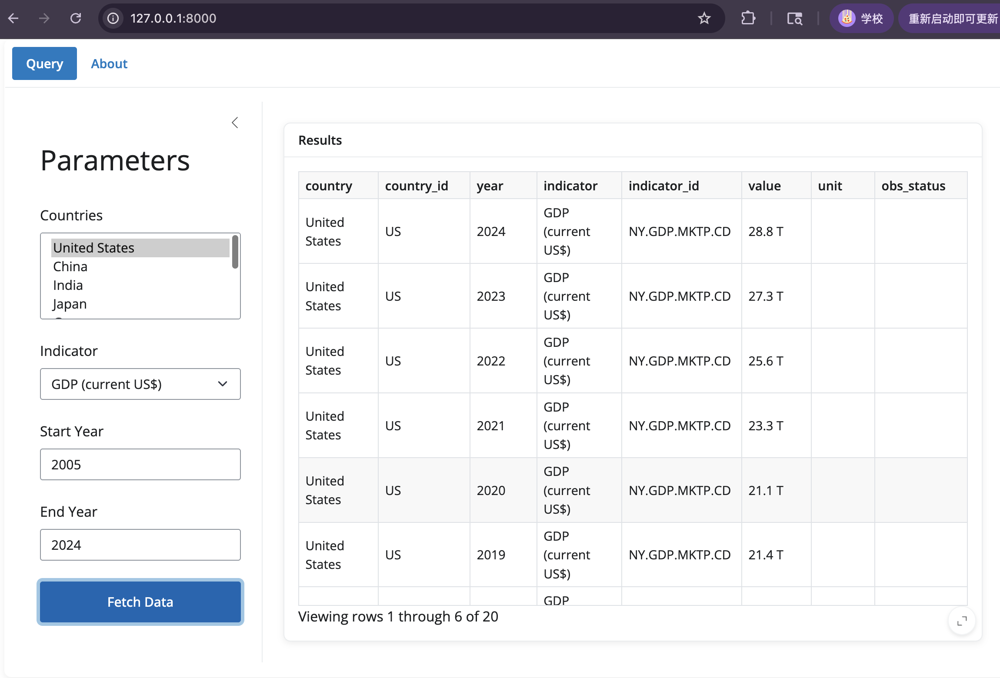 127.0.0.1:8000
学校
重新启动即可更新
Query
About
Parameters
Countries
United States
China
India
Japan
Indicator
GDP (current US$)
Start Year
2005
End Year
2024
Fetch Data
Results
country country_id year indicator indicator_id value unit obs_status
United States US 2024 GDP (current US$) NY.GDP.MKTP.CD 28.8 T
United States US 2023 GDP (current US$) NY.GDP.MKTP.CD 27.3 T
United States US 2022 GDP (current US$) NY.GDP.MKTP.CD 25.6 T
United States US 2021 GDP (current US$) NY.GDP.MKTP.CD 23.3 T
United States US 2020 GDP (current US$) NY.GDP.MKTP.CD 21.1 T
United States US 2019 GDP (current US$) NY.GDP.MKTP.CD 21.4 T
GDP
Viewing rows 1 through 6 of 20